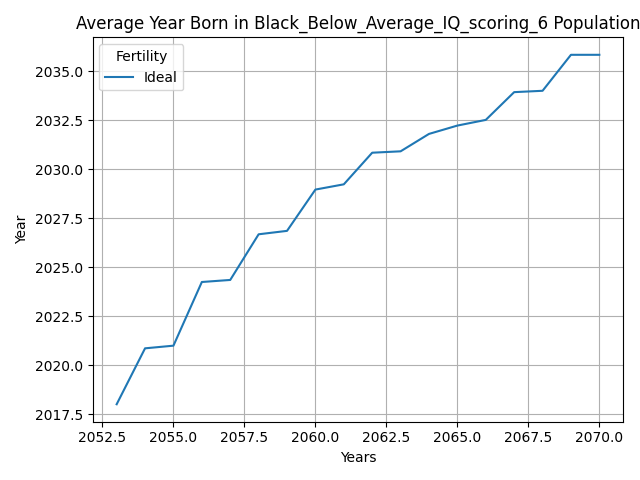 Average Year Born in Black_Below_Average_IQ_scoring_6 Population
Fertility
Ideal
2035.0
2032.5
2030.0
2027.5
2025.0
2022.5
2020.0
2017.5
Year
2052.5 2055.0 2057.5 2060.0 2062.5 2065.0 2067.5 2070.0
Years